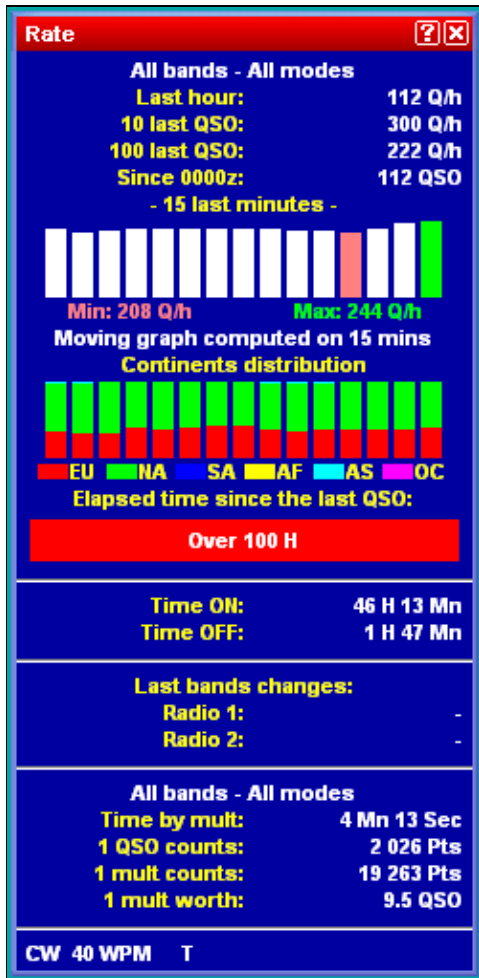 Rate ? X
All bands - All modes
Last hour: 112 Q/h
10 last QSO: 300 Q/h
100 last QSO: 222 Q/h
Since 0000z: 112 QSO
- 15 last minutes -
Min: 208 Q/h Max: 244 Q/h
Moving graph computed on 15 mins
Continents distribution
EU NA SA AF AS OC
Elapsed time since the last QSO:
Over 100 H
Time ON: 46 H 13 Mn
Time OFF: 1 H 47 Mn
Last bands changes:
Radio 1: -
Radio 2: -
All bands - All modes
Time by mult: 4 Mn 13 Sec
1 QSO counts: 2 026 Pts
1 mult counts: 19 263 Pts
1 mult worth: 9.5 QSO
CW 40 WPM T